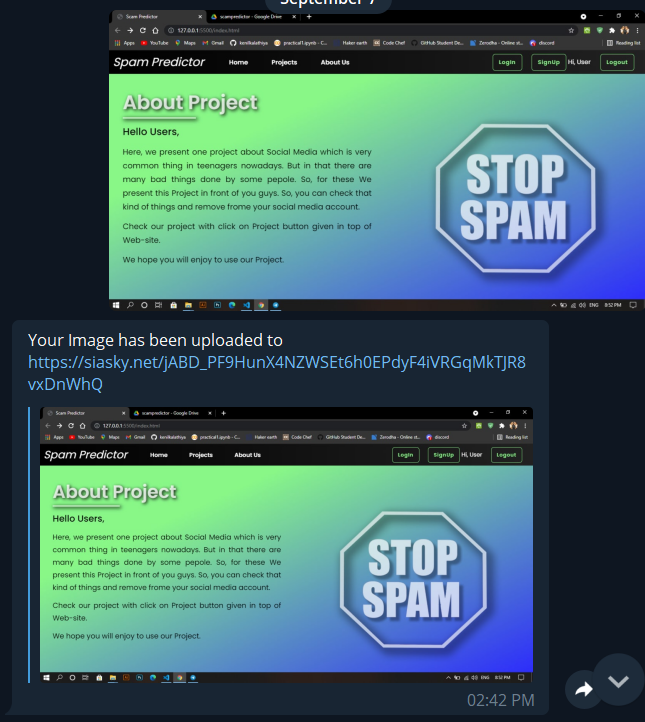 September 7
Scam Predictor
scampredictor - Google Drive
127.0.0.1:5500/index.html
Apps YouTube Maps Gmail kenilkalathiya practical1.ipynb - C... Haker earth Code Chef GitHub Student De... Zerodha - Online st... discord Reading list
Spam Predictor Home Projects About Us Login SignUp Hi, User Logout
About Project
Hello Users,
Here, we present one project about Social Media which is very
common thing in teenagers nowadays. But in that there are
many bad things done by some pepole. So, for these We
present this Project in front of you guys. So, you can check that
kind of things and remove frome your social media account.
Check our project with click on Project button given in top of
Web-site.
We hope you will enjoy to use our Project.
STOP
SPAM
ENG 8:52 PM
Your Image has been uploaded to
https://siasky.net/jABD_PF9HunX4NZWSEt6h0EPdyF4iVRGqMkTJR8
vxDnWhQ
Scam Predictor
scampredictor - Google Drive
127.0.0.1:5500/index.html
Apps YouTube Maps Gmail kenilkalathiya practical1.ipynb - C... Haker earth Code Chef GitHub Student De... Zerodha - Online st... discord Reading list
Spam Predictor Home Projects About Us Login SignUp Hi, User Logout
About Project
Hello Users,
Here, we present one project about Social Media which is very
common thing in teenagers nowadays. But in that there are
many bad things done by some pepole. So, for these We
present this Project in front of you guys. So, you can check that
kind of things and remove frome your social media account.
Check our project with click on Project button given in top of
Web-site.
We hope you will enjoy to use our Project.
STOP
SPAM
ENG 8:52 PM
02:42 PM